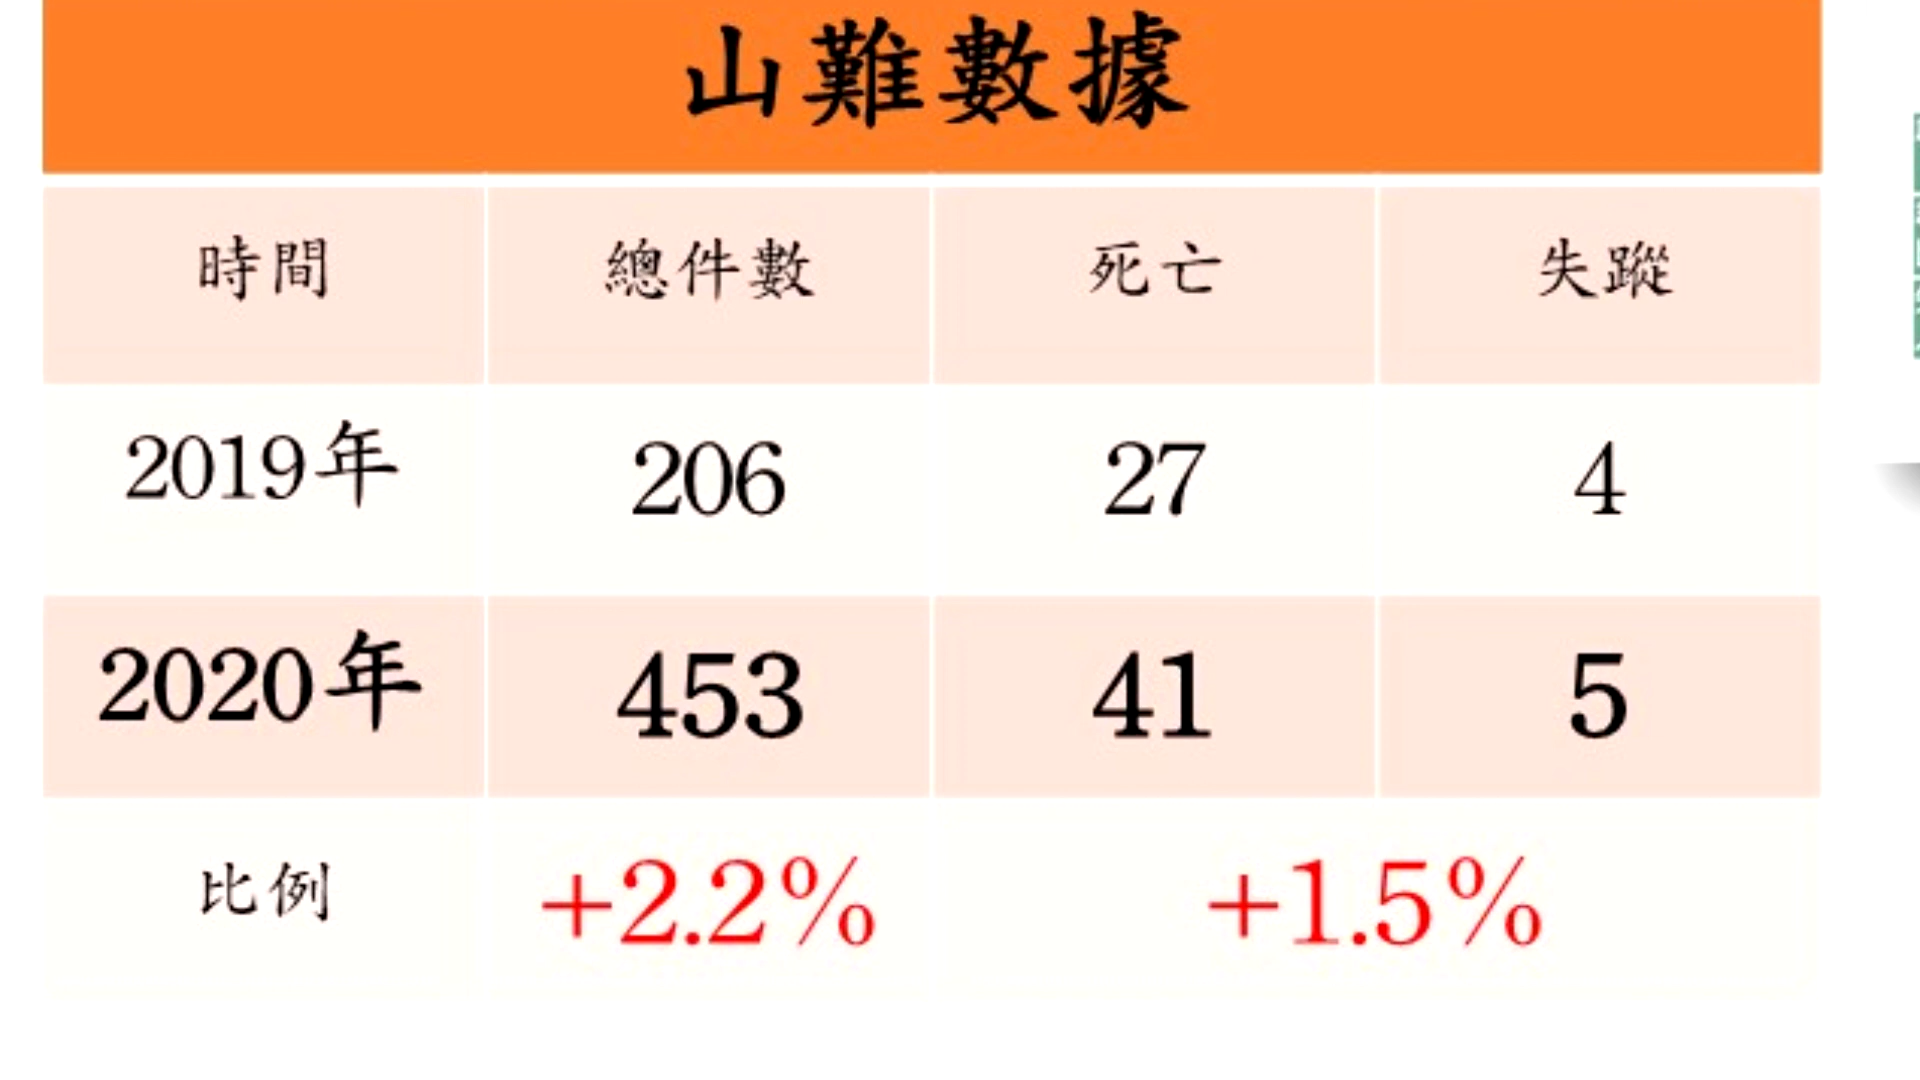 山難數據
時間 總件數 死亡 失蹤
2019年 206 27 4
2020年 453 41 5
比例 +2.2% +1.5%